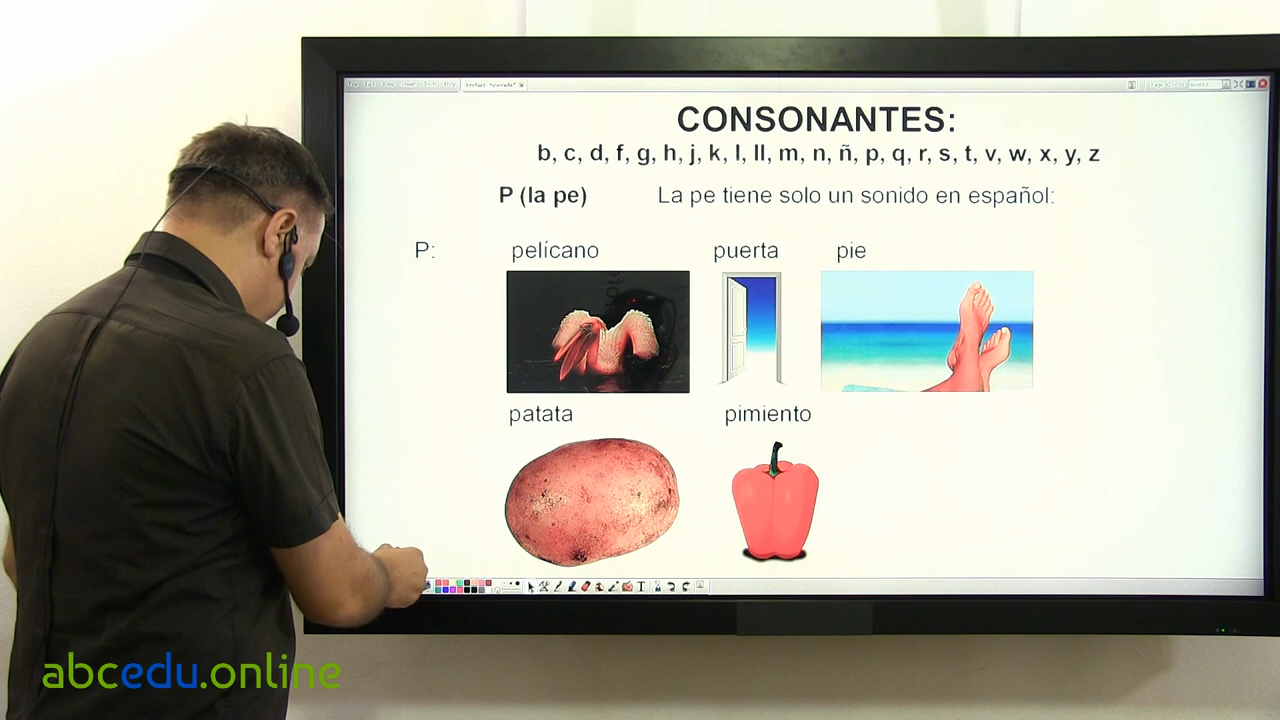 CONSONANTES:
b, c, d, f, g, h, j, k, l, ll, m, n, ñ, p, q, r, s, t, v, w, x, y, z
P (la pe) La pe tiene solo un sonido en español:
P: pelícano puerta pie
patata pimiento
abcedu.online